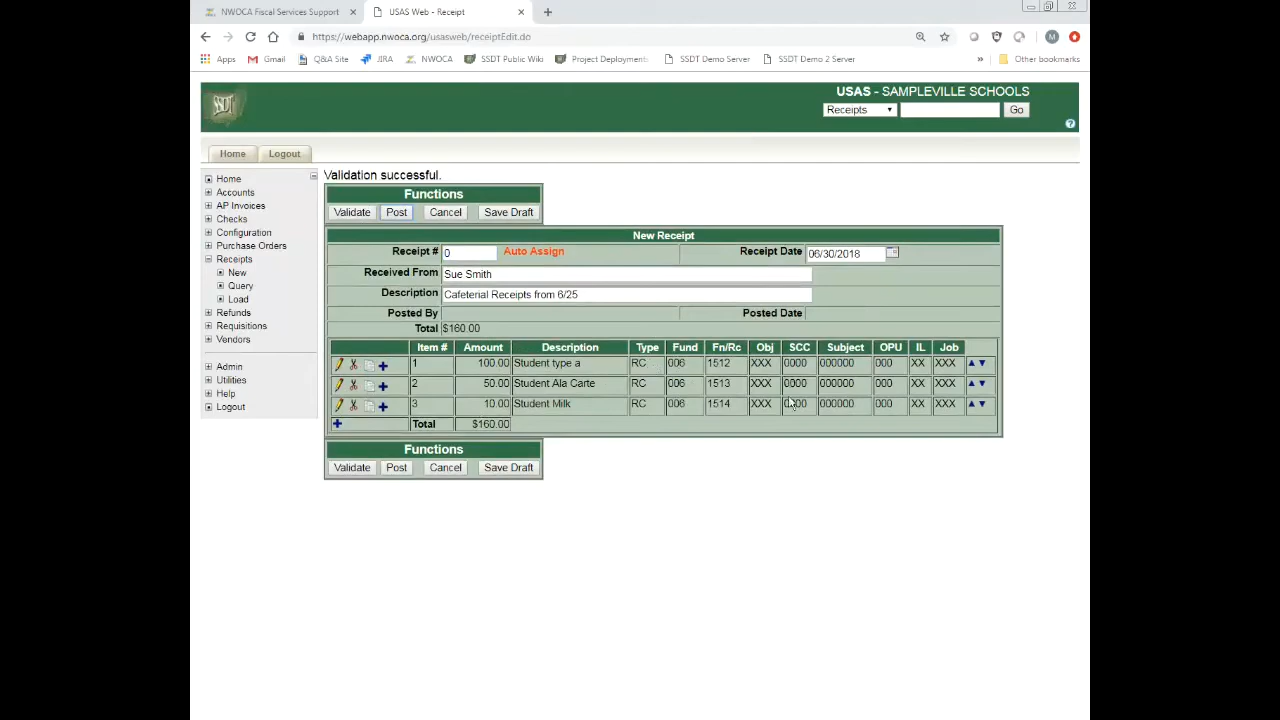 NWOCA Fiscal Services Support
USAS Web - Receipt
https://webapp.nwoca.org/usasweb/receiptEdit.do
M
Apps Gmail Q&A Site JIRA NWOCA SSDT Public Wiki Project Deployments SSDT Demo Server SSDT Demo 2 Server » Other bookmarks
SSDT
USAS - SAMPLEVILLE SCHOOLS
Receipts Go
Home Logout
Home
Accounts
AP Invoices
Checks
Configuration
Purchase Orders
Receipts
New
Query
Load
Refunds
Requisitions
Vendors
Admin
Utilities
Help
Logout
Validation successful.
Functions
Validate Post Cancel Save Draft
New Receipt
Receipt # 0 Auto Assign Receipt Date 06/30/2018
Received From Sue Smith
Description Cafeterial Receipts from 6/25
Posted By Posted Date
Total $160.00
Item # Amount Description Type Fund Fn/Rc Obj SCC Subject OPU IL Job
1 100.00 Student type a RC 006 1512 XXX 0000 000000 000 XX XXX
2 50.00 Student Ala Carte RC 006 1513 XXX 0000 000000 000 XX XXX
3 10.00 Student Milk RC 006 1514 XXX 0000 000000 000 XX XXX
Total $160.00
Functions
Validate Post Cancel Save Draft